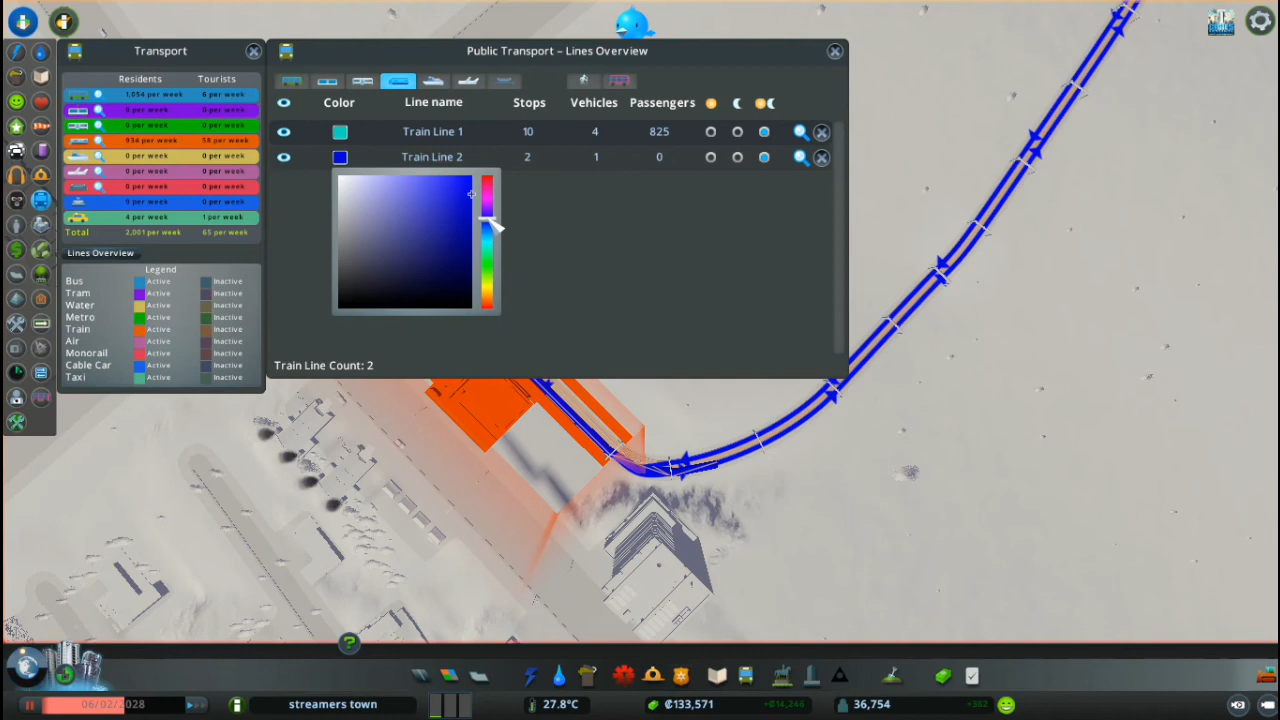 Transport
Residents Tourists
1,054 per week 6 per week
0 per week 0 per week
0 per week 0 per week
934 per week 58 per week
0 per week 0 per week
0 per week 0 per week
0 per week 0 per week
9 per week 0 per week
4 per week 1 per week
Total 2,001 per week 65 per week
Lines Overview
Legend
Bus Active Inactive
Tram Active Inactive
Water Active Inactive
Metro Active Inactive
Train Active Inactive
Air Active Inactive
Monorail Active Inactive
Cable Car Active Inactive
Taxi Active Inactive
Public Transport – Lines Overview
Color Line name Stops Vehicles Passengers
Train Line 1 10 4 825
Train Line 2 2 1 0
Train Line Count: 2
?
06/02/2028
streamers town
27.8°C
₡133,571
+₡14,246
36,754
+352